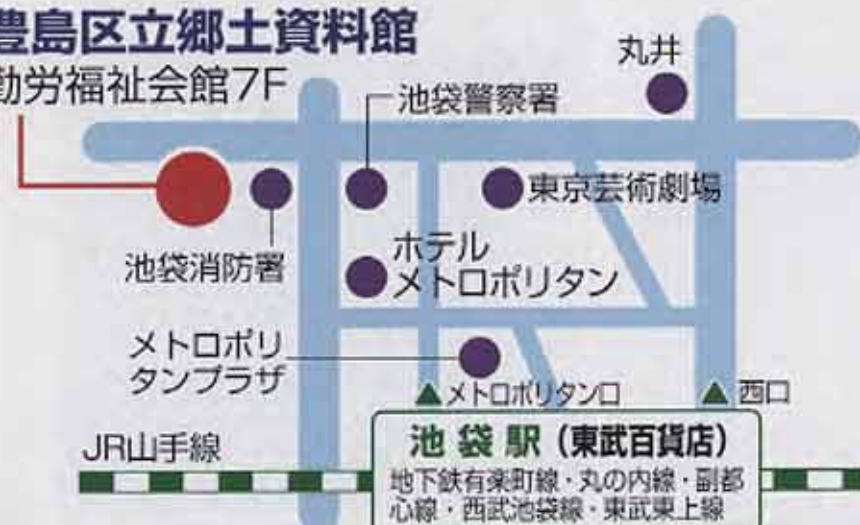 豊島区立郷土資料館
勤労福祉会館7F
丸井
池袋警察署
東京芸術劇場
池袋消防署
ホテル
メトロポリタン
メトロポリ
タンプラザ
▲メトロポリタン口
▲ 西口
JR山手線
池袋駅（東武百貨店）
地下鉄有楽町線・丸の内線・副都
心線・西武池袋線・東武東上線